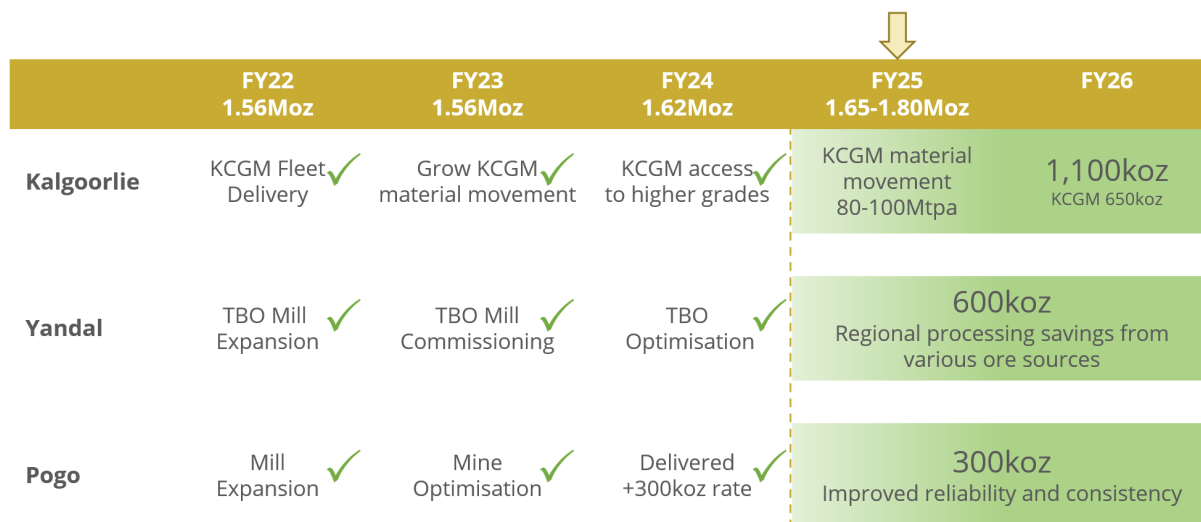 FY22 FY23 FY24 FY25 FY26
1.56Moz 1.56Moz 1.62Moz 1.65-1.80Moz
Kalgoorlie
KCGM Fleet
Delivery
Grow KCGM
material movement
KCGM access
to higher grades
KCGM material
movement
80-100Mtpa
1,100koz
KCGM 650koz
Yandal
TBO Mill
Expansion
TBO Mill
Commissioning
TBO
Optimisation
600koz
Regional processing savings from
various ore sources
Pogo
Mill
Expansion
Mine
Optimisation
Delivered
+300koz rate
300koz
Improved reliability and consistency